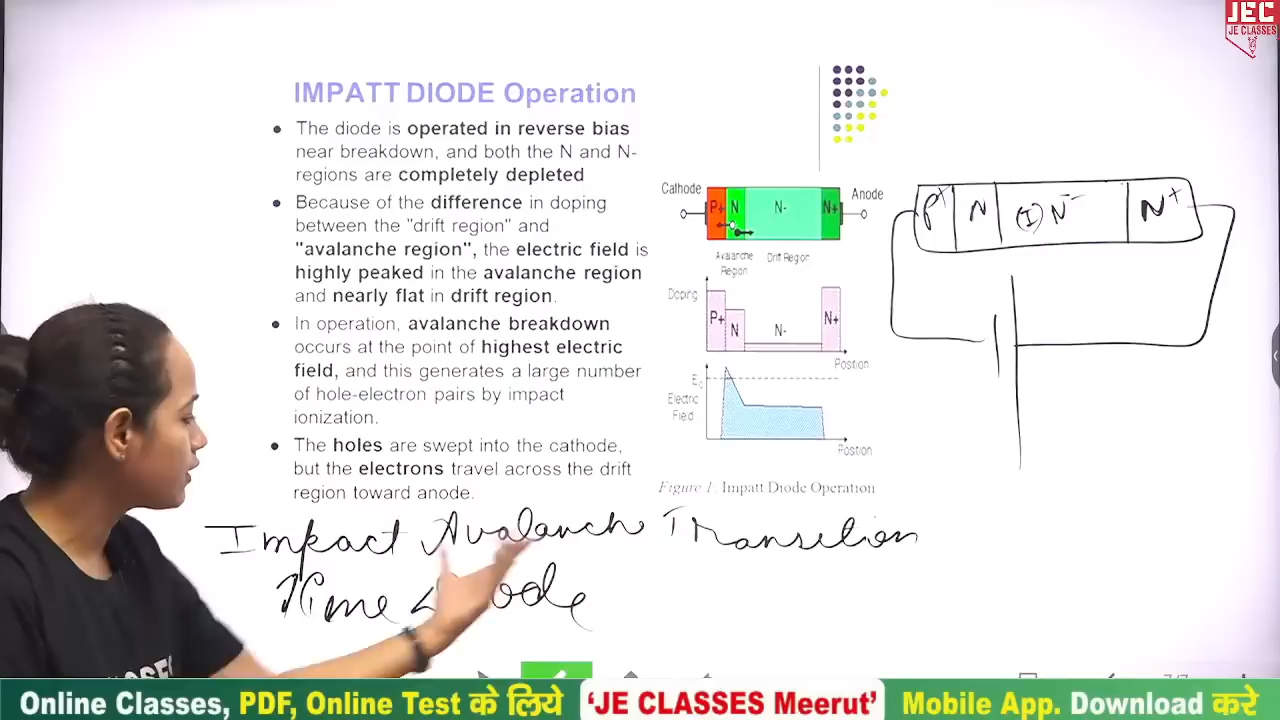 JEC
JE CLASSES
IMPATT DIODE Operation
The diode is operated in reverse bias
near breakdown, and both the N and N-
regions are completely depleted
Because of the difference in doping
between the "drift region" and
"avalanche region", the electric field is
highly peaked in the avalanche region
and nearly flat in drift region.
In operation, avalanche breakdown
occurs at the point of highest electric
field, and this generates a large number
of hole-electron pairs by impact
ionization.
The holes are swept into the cathode,
but the electrons travel across the drift
region toward anode.
Cathode
Anode
P+ N N- N+
Avalanche
Region
Drift Region
Doping
P+ N N- N+
Position
Ec
Electric
Field
Position
Figure 1: Impatt Diode Operation
P+ N (I) N- N+
Impact Avalanch Transition
Time
Online Classes, PDF, Online Test के लिये 'JE CLASSES Meerut' Mobile App. Download करे